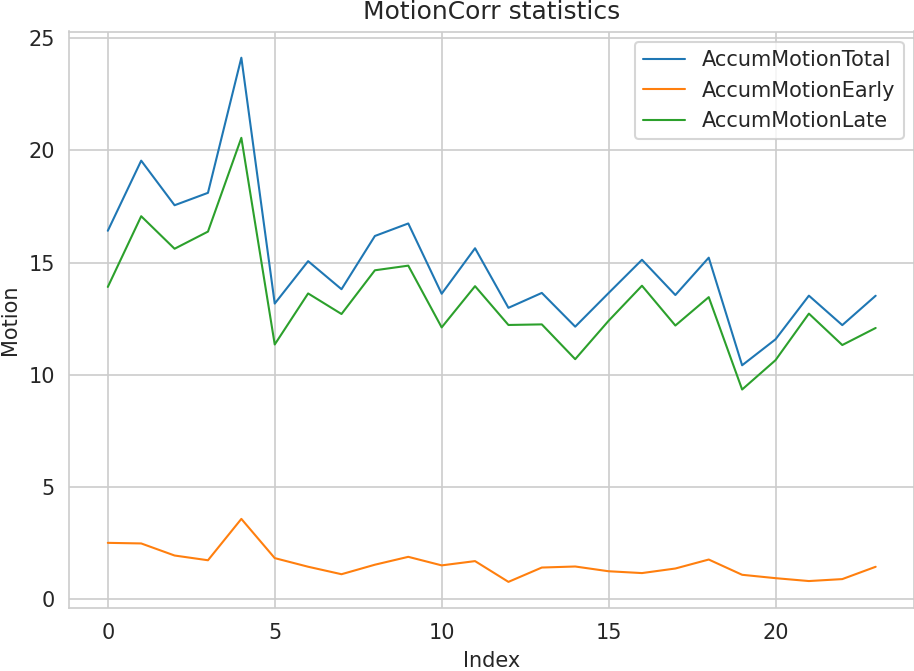 MotionCorr statistics
25
20
15
10
5
0
Motion
AccumMotionTotal
AccumMotionEarly
AccumMotionLate
0 5 10 15 20
Index